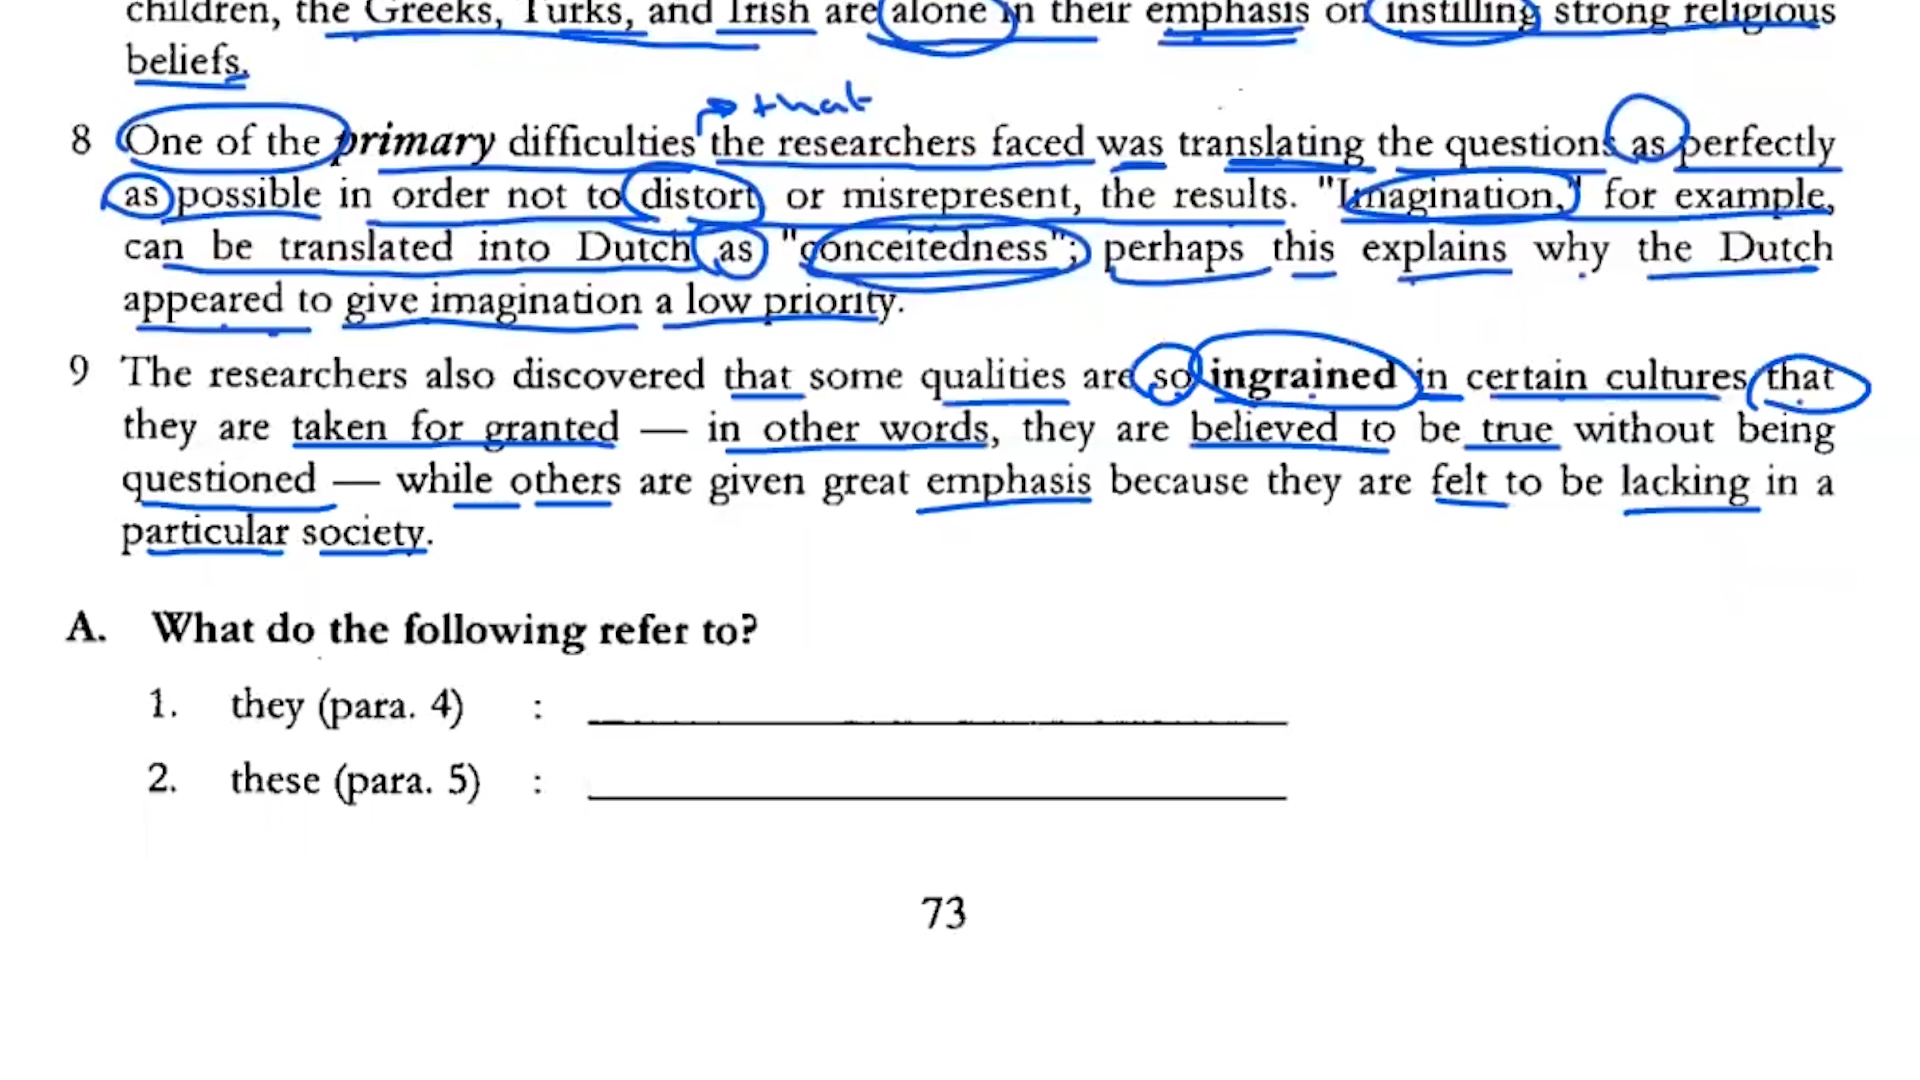 children, the Greeks, Turks, and Irish are alone in their emphasis on instilling strong religious
beliefs.
that
8 One of the primary difficulties the researchers faced was translating the questions as perfectly
as possible in order not to distort or misrepresent, the results. "Imagination," for example,
can be translated into Dutch as "conceitedness"; perhaps this explains why the Dutch
appeared to give imagination a low priority.
9 The researchers also discovered that some qualities are so ingrained in certain cultures that
they are taken for granted — in other words, they are believed to be true without being
questioned — while others are given great emphasis because they are felt to be lacking in a
particular society.
A. What do the following refer to?
1. they (para. 4) :
2. these (para. 5) :
73